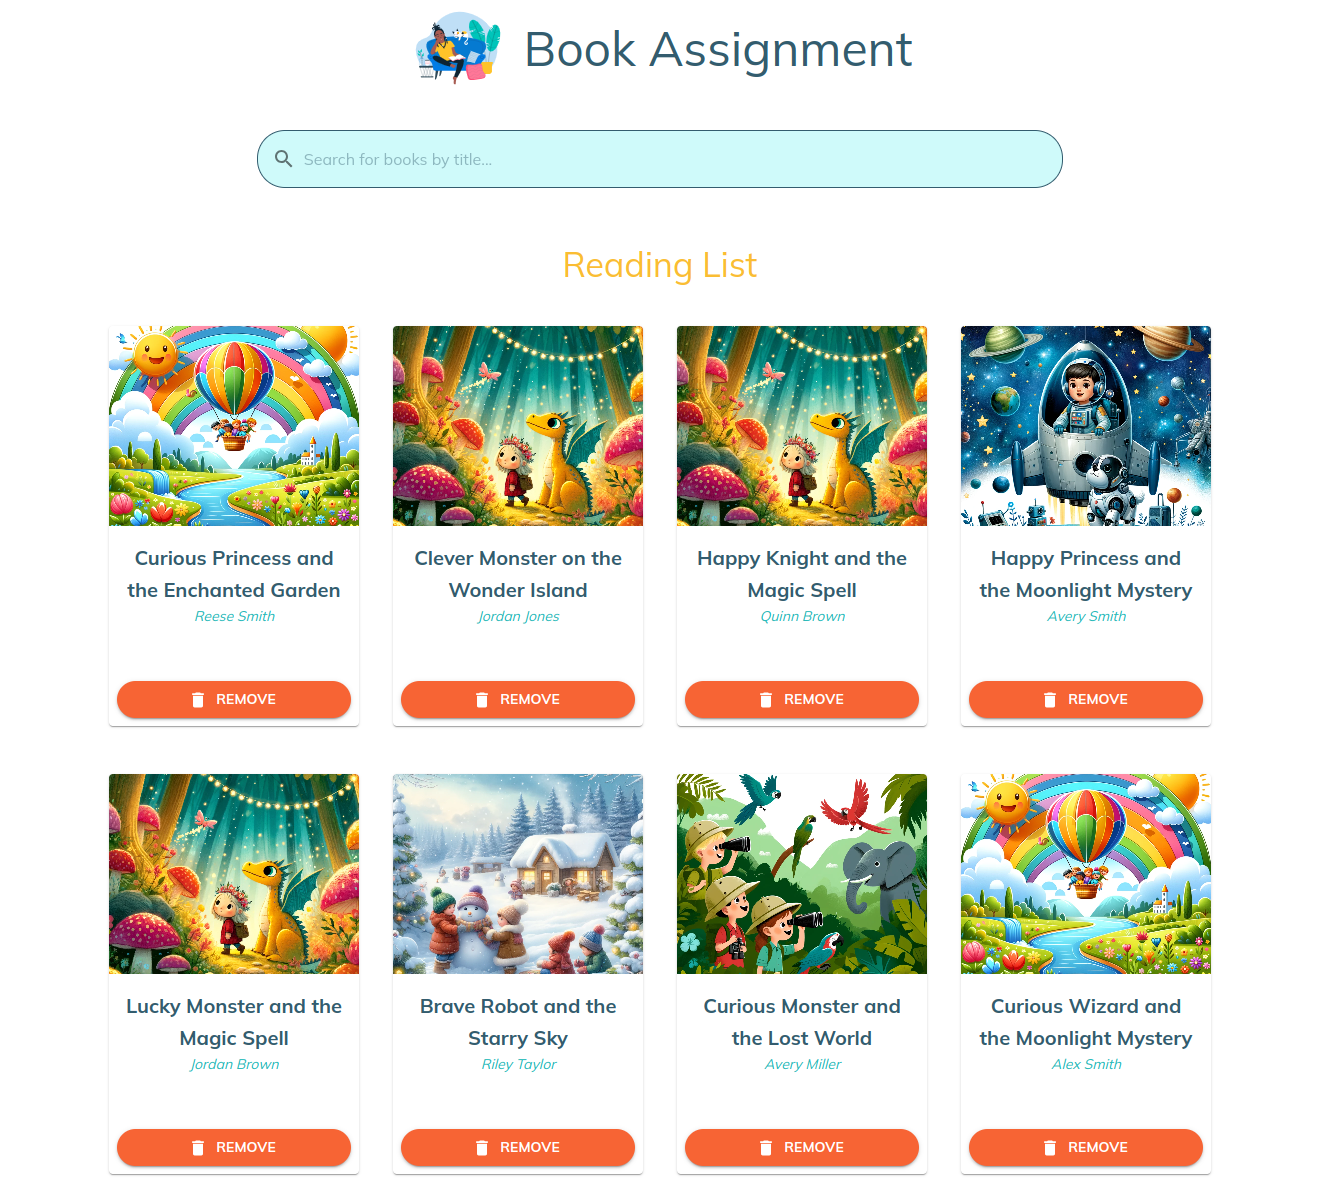 Book Assignment
Search for books by title...
Reading List
Curious Princess and
the Enchanted Garden
Reese Smith
REMOVE
Clever Monster on the
Wonder Island
Jordan Jones
REMOVE
Happy Knight and the
Magic Spell
Quinn Brown
REMOVE
Happy Princess and
the Moonlight Mystery
Avery Smith
REMOVE
Lucky Monster and the
Magic Spell
Jordan Brown
REMOVE
Brave Robot and the
Starry Sky
Riley Taylor
REMOVE
Curious Monster and
the Lost World
Avery Miller
REMOVE
Curious Wizard and
the Moonlight Mystery
Alex Smith
REMOVE